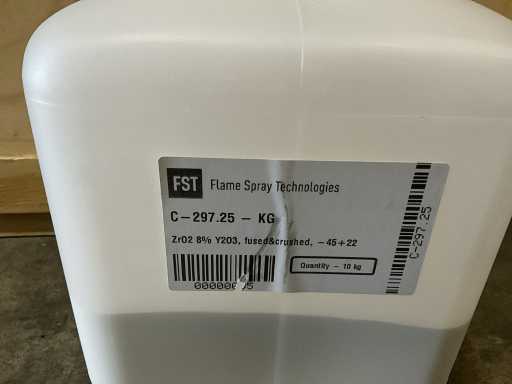 FST Flame Spray Technologies
C-297.25 - KG
ZrO2 8% Y2O3, fused&crushed, -45+22
Quantity - 10 kg
C-297.25